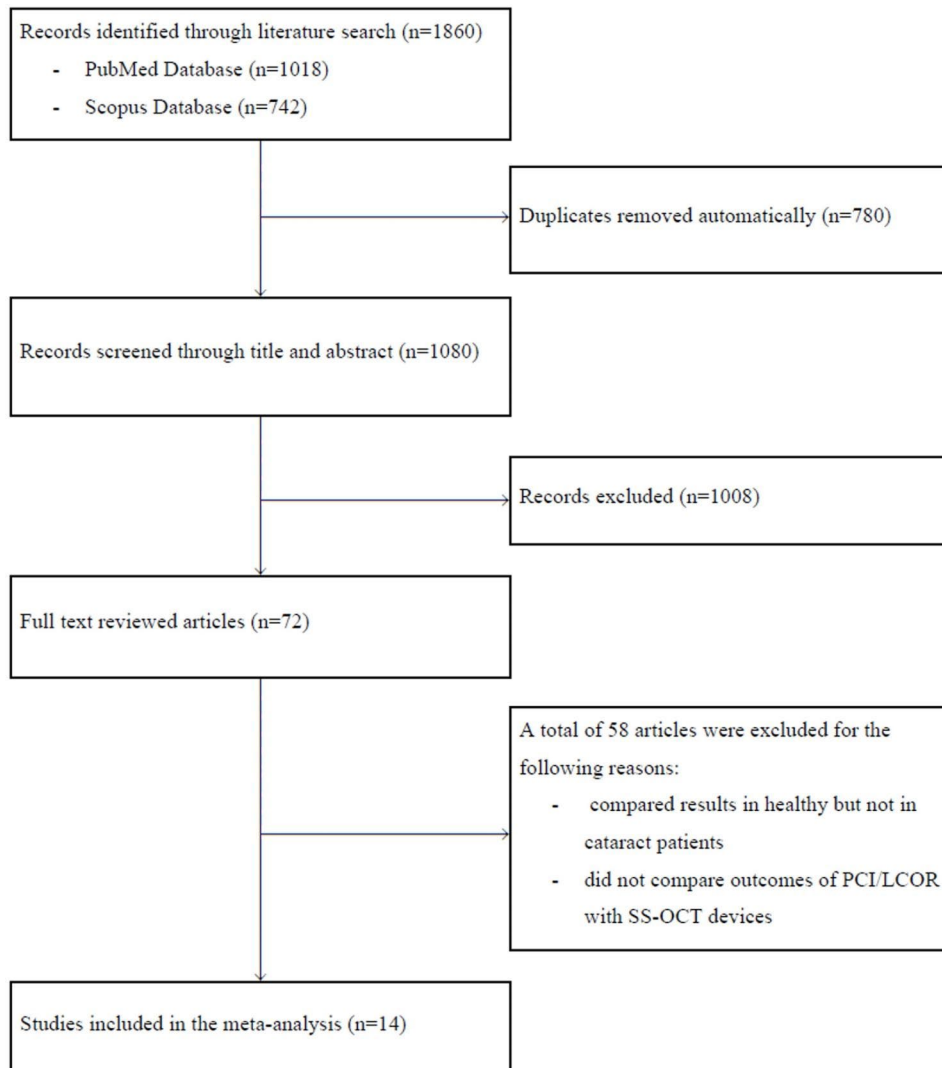 Records identified through literature search (n=1860)
- PubMed Database (n=1018)
- Scopus Database (n=742)
Duplicates removed automatically (n=780)
Records screened through title and abstract (n=1080)
Records excluded (n=1008)
Full text reviewed articles (n=72)
A total of 58 articles were excluded for the
following reasons:
- compared results in healthy but not in
cataract patients
- did not compare outcomes of PCI/LCOR
with SS-OCT devices
Studies included in the meta-analysis (n=14)